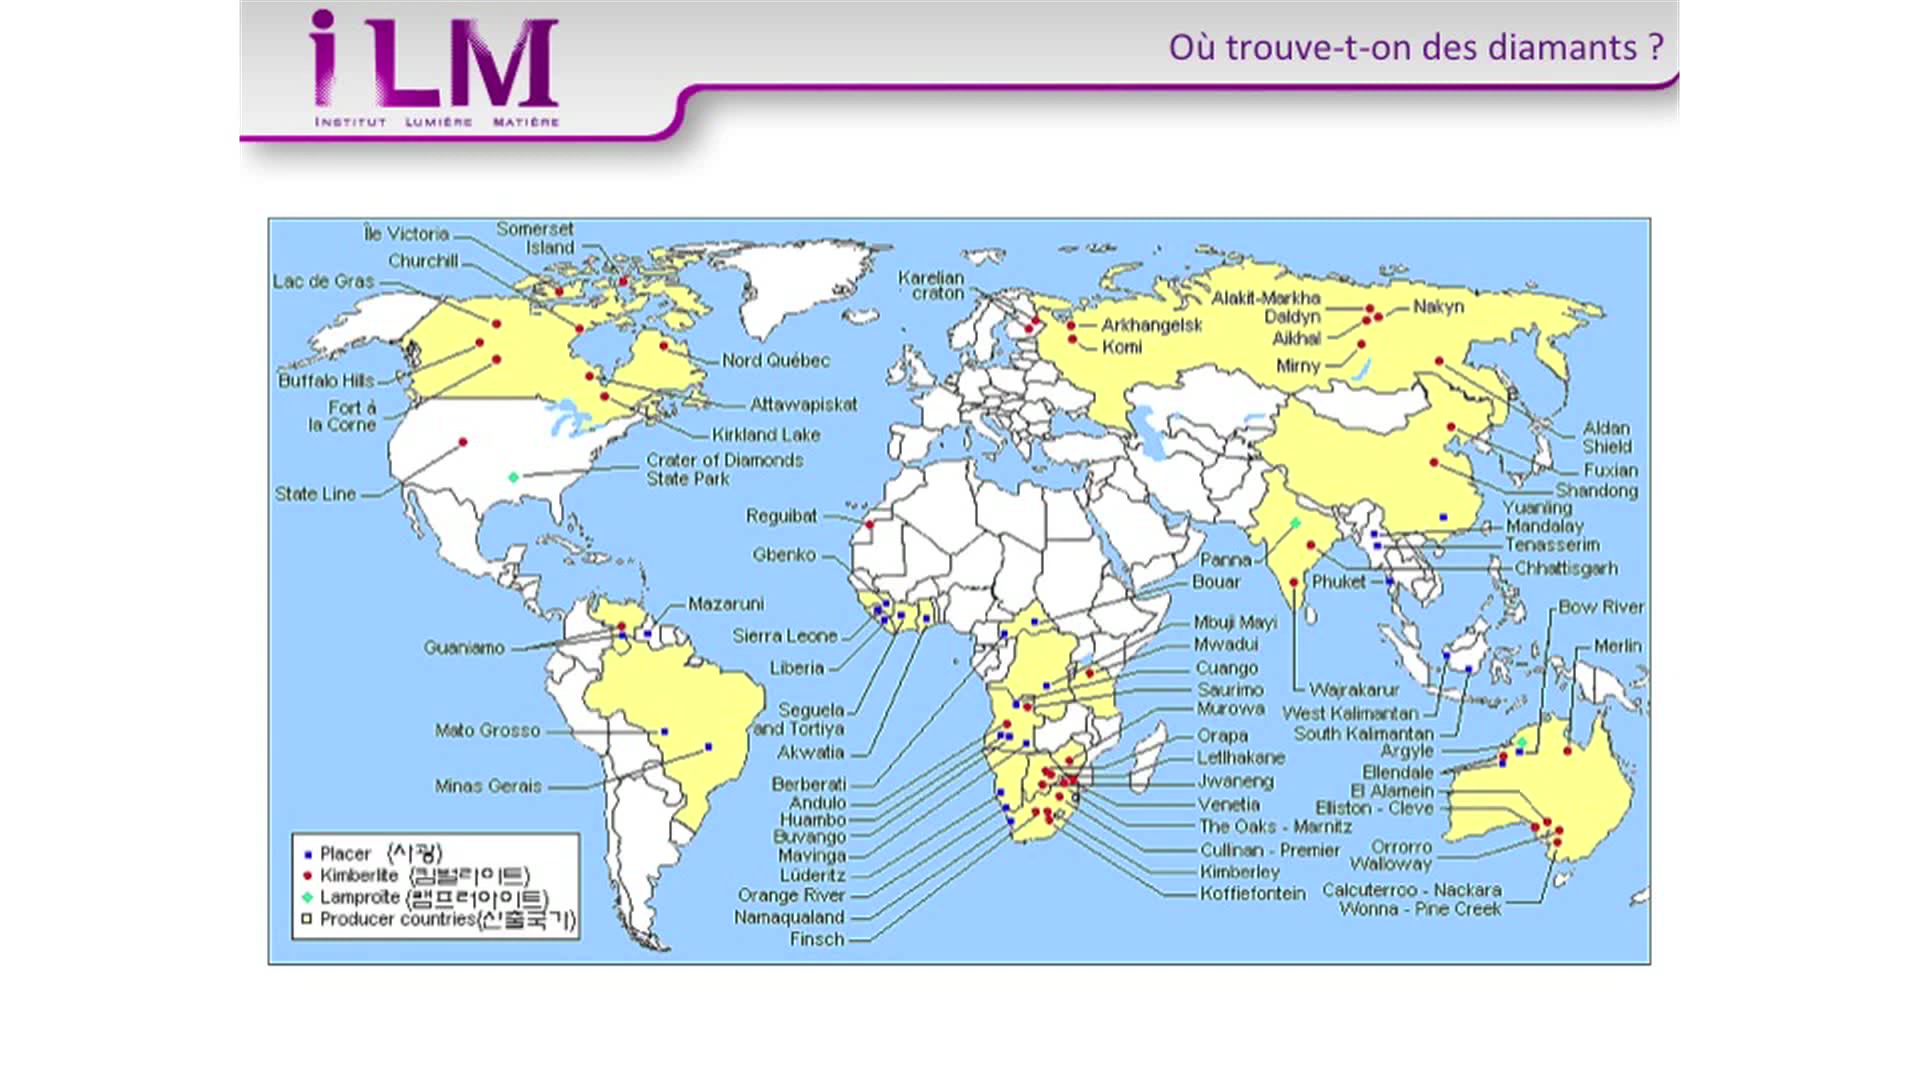 iLM
INSTITUT LUMIÈRE MATIÈRE
Où trouve-t-on des diamants ?
Île Victoria
Somerset
Island
Churchill
Lac de Gras
Buffalo Hills
Fort à
la Corne
State Line
Nord Québec
Attawapiskat
Kirkland Lake
Crater of Diamonds
State Park
Karelian
craton
Arkhangelsk
Komi
Alakit-Markha
Daldyn
Aikhal
Mirny
Nakyn
Aldan
Shield
Fuxian
Shandong
Yuanling
Mandalay
Tenasserim
Chhattisgarh
Panna
Phuket
Wajrakarur
Reguibat
Gbenko
Sierra Leone
Liberia
Seguela
and Tortiya
Akwatia
Berberati
Andulo
Huambo
Buvango
Mavinga
Lüderitz
Orange River
Namaqualand
Finsch
Mazaruni
Guaniamo
Mato Grosso
Minas Gerais
Bouar
Mbuji Mayi
Mwadui
Cuango
Saurimo
Murowa
Orapa
Letlhakane
Jwaneng
Venetia
The Oaks - Marnitz
Cullinan - Premier
Kimberley
Koffiefontein
Bow River
Merlin
West Kalimantan
South Kalimantan
Argyle
Ellendale
El Alamein
Elliston - Cleve
Orrorro
Walloway
Calcuterroo - Nackara
Wonna - Pine Creek
Placer (사광)
Kimberlite (킴벌라이트)
Lamproïte (램프러아이트)
Producer countries(산출국가)